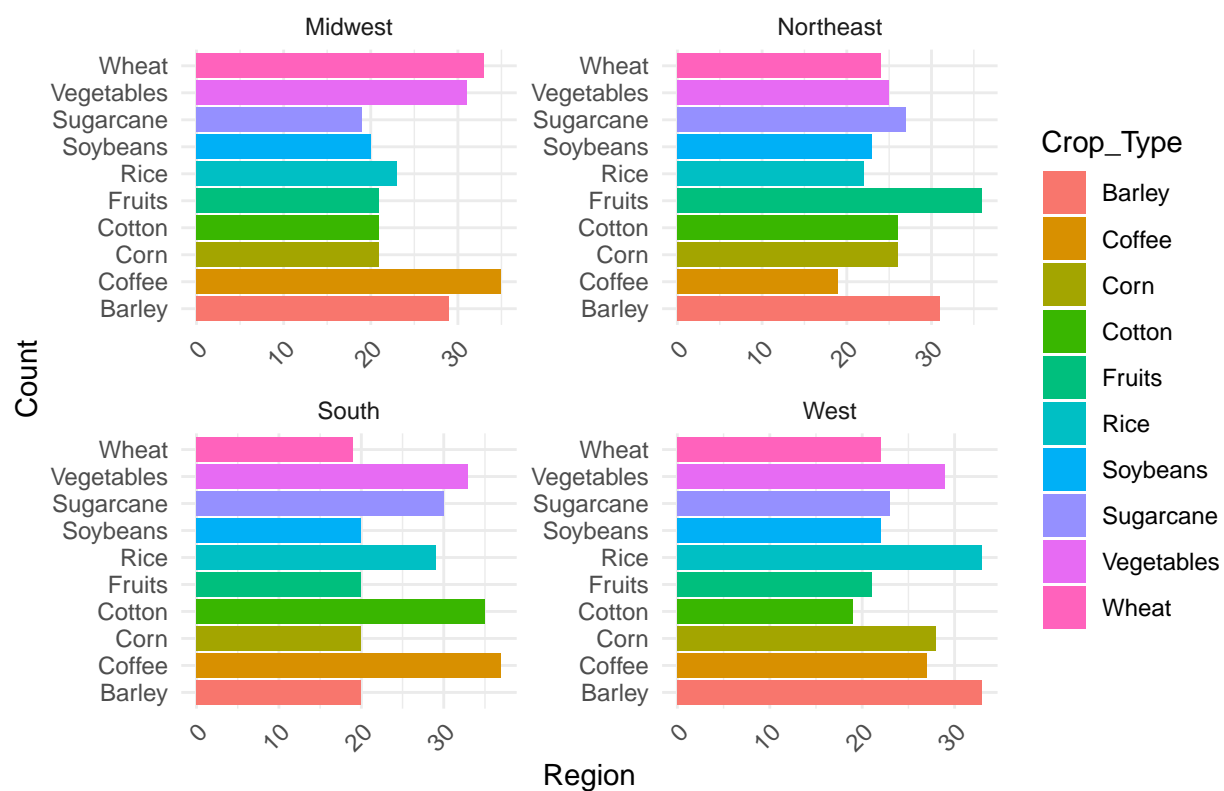 Midwest
Wheat
Vegetables
Sugarcane
Soybeans
Rice
Fruits
Cotton
Corn
Coffee
Barley
0 10 20 30
Northeast
Wheat
Vegetables
Sugarcane
Soybeans
Rice
Fruits
Cotton
Corn
Coffee
Barley
0 10 20 30
South
Wheat
Vegetables
Sugarcane
Soybeans
Rice
Fruits
Cotton
Corn
Coffee
Barley
0 10 20 30
West
Wheat
Vegetables
Sugarcane
Soybeans
Rice
Fruits
Cotton
Corn
Coffee
Barley
0 10 20 30
Count
Region
Crop_Type
Barley
Coffee
Corn
Cotton
Fruits
Rice
Soybeans
Sugarcane
Vegetables
Wheat